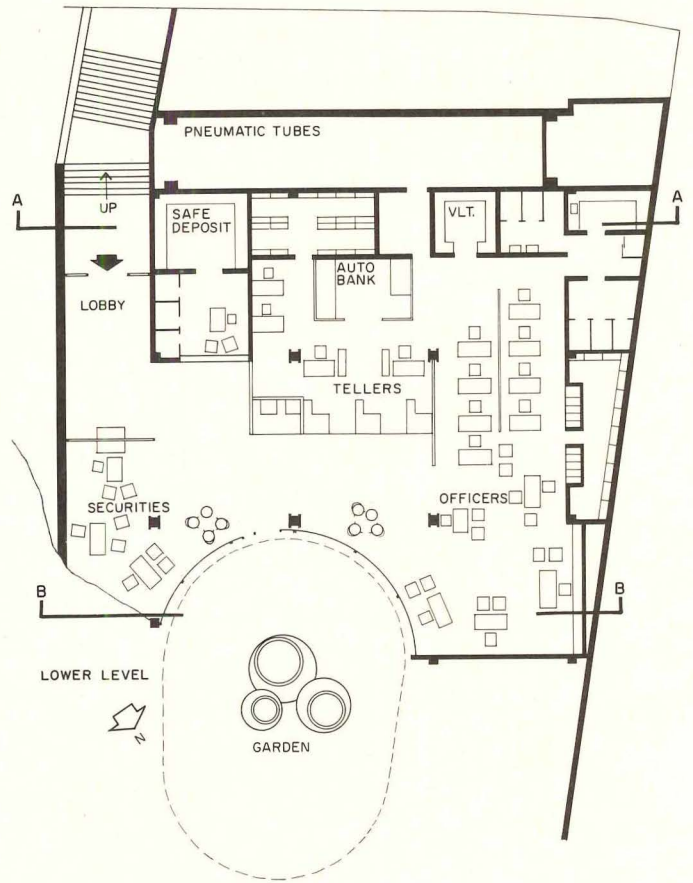 PNEUMATIC TUBES
A
UP
SAFE
DEPOSIT
VLT.
A
AUTO
BANK
LOBBY
TELLERS
SECURITIES
OFFICERS
B
B
LOWER LEVEL
N
GARDEN